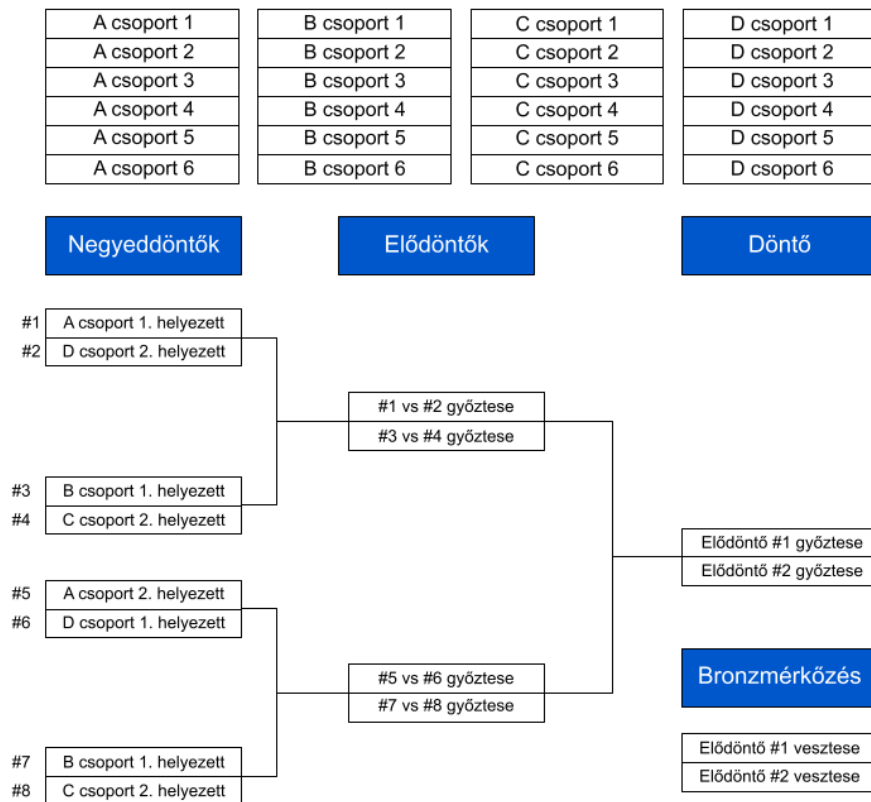 A csoport 1
A csoport 2
A csoport 3
A csoport 4
A csoport 5
A csoport 6
B csoport 1
B csoport 2
B csoport 3
B csoport 4
B csoport 5
B csoport 6
C csoport 1
C csoport 2
C csoport 3
C csoport 4
C csoport 5
C csoport 6
D csoport 1
D csoport 2
D csoport 3
D csoport 4
D csoport 5
D csoport 6
Negyeddöntők
#1 A csoport 1. helyezett
#2 D csoport 2. helyezett
#3 B csoport 1. helyezett
#4 C csoport 2. helyezett
#5 A csoport 2. helyezett
#6 D csoport 1. helyezett
#7 B csoport 1. helyezett
#8 C csoport 2. helyezett
Elődöntők
#1 vs #2 győztese
#3 vs #4 győztese
#5 vs #6 győztese
#7 vs #8 győztese
Döntő
Elődöntő #1 győztese
Elődöntő #2 győztese
Bronzmérkőzés
Elődöntő #1 vesztese
Elődöntő #2 vesztese